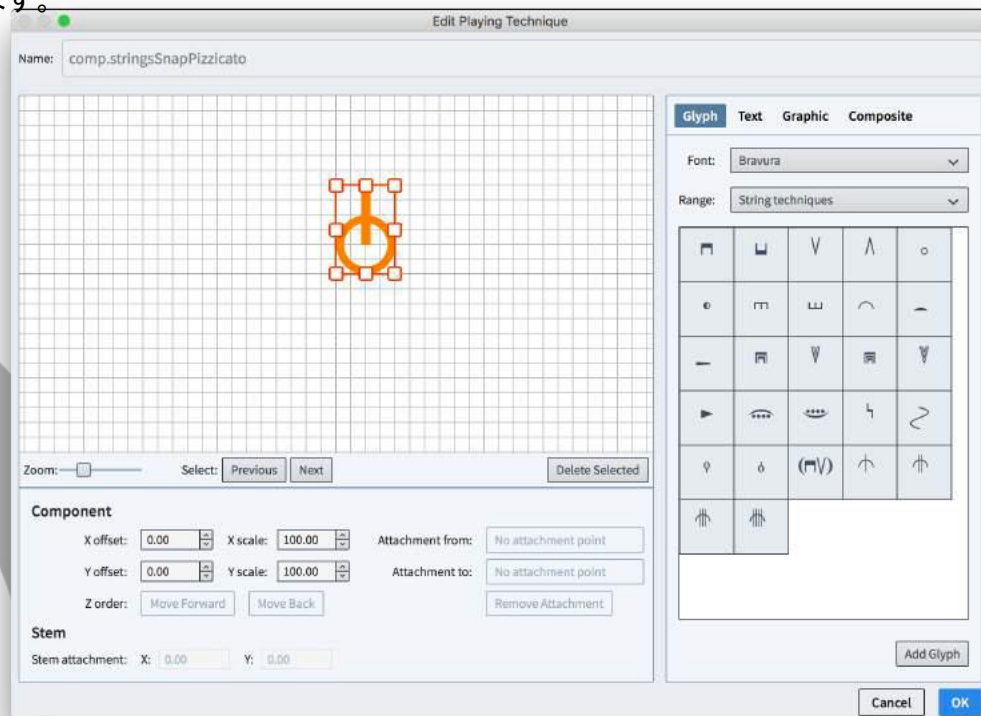 す。
Edit Playing Technique
Name: comp.stringsSnapPizzicato
Glyph Text Graphic Composite
Font: Bravura
Range: String techniques
Zoom: Select: Previous Next Delete Selected
Component
X offset: 0.00 X scale: 100.00 Attachment from: No attachment point
Y offset: 0.00 Y scale: 100.00 Attachment to: No attachment point
Z order: Move Forward Move Back Remove Attachment
Stem
Stem attachment: X: 0.00 Y: 0.00
Add Glyph
Cancel OK